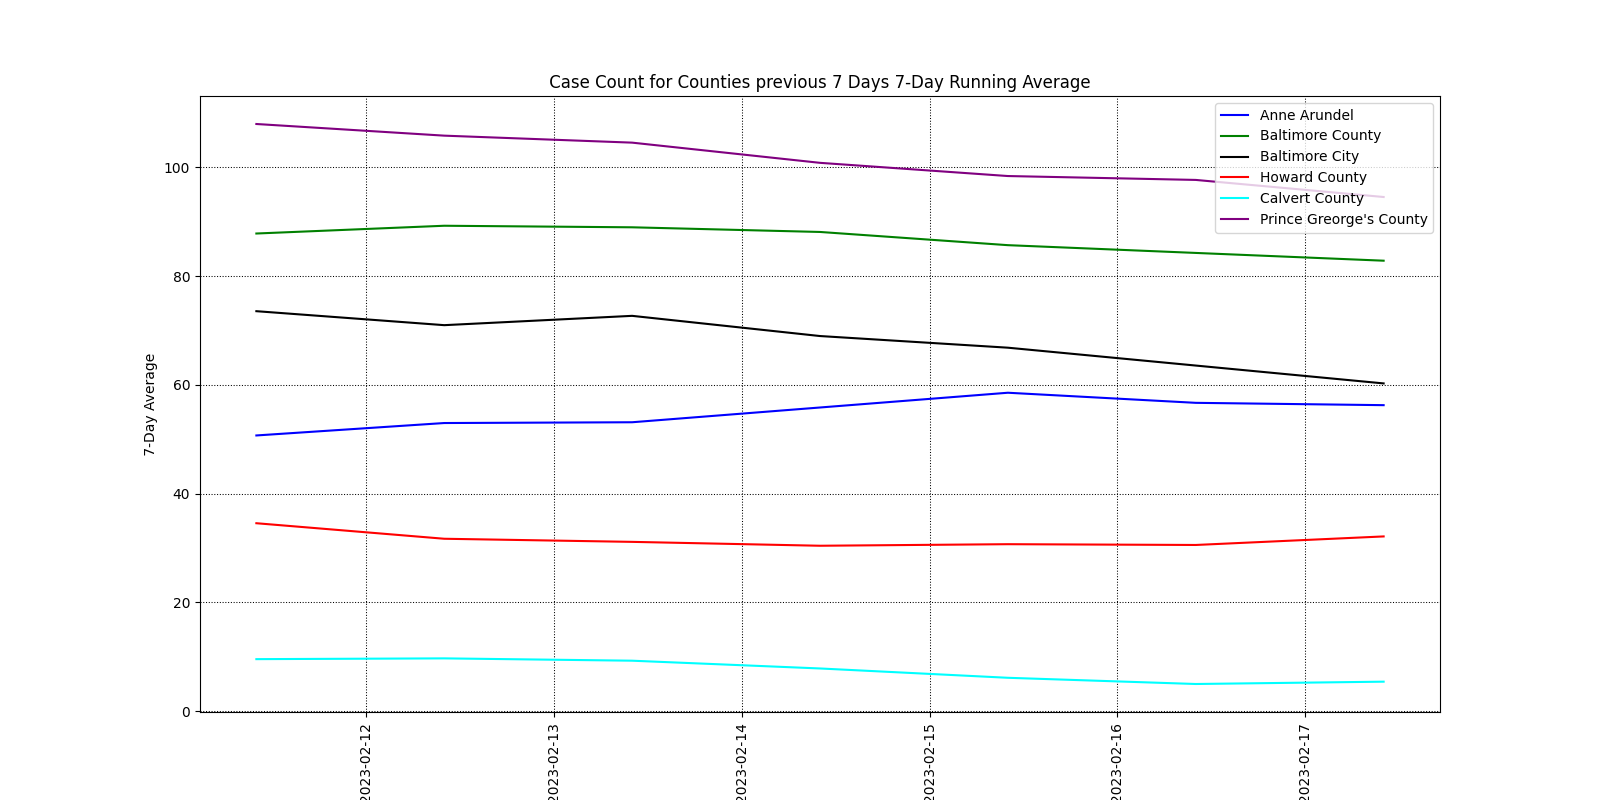 Case Count for Counties previous 7 Days 7-Day Running Average
Anne Arundel
Baltimore County
Baltimore City
Howard County
Calvert County
Prince Greorge's County
7-Day Average
100
80
60
40
20
0
2023-02-12
2023-02-13
2023-02-14
2023-02-15
2023-02-16
2023-02-17